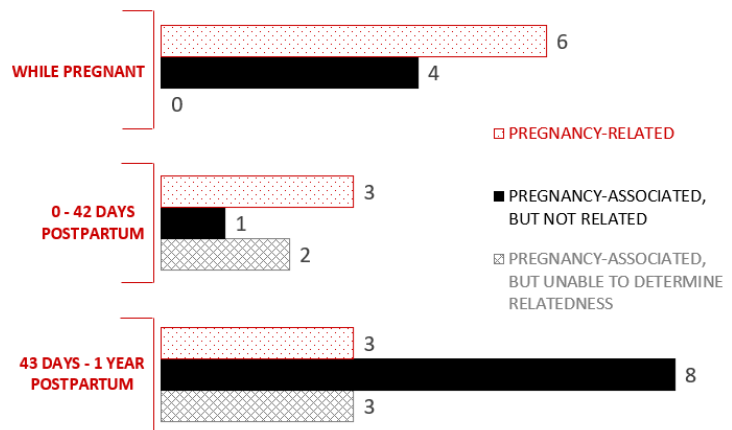 WHILE PREGNANT
6
4
0
PREGNANCY-RELATED
0 - 42 DAYS
POSTPARTUM
3
1
2
PREGNANCY-ASSOCIATED,
BUT NOT RELATED
PREGNANCY-ASSOCIATED,
BUT UNABLE TO DETERMINE
RELATEDNESS
43 DAYS - 1 YEAR
POSTPARTUM
3
8
3